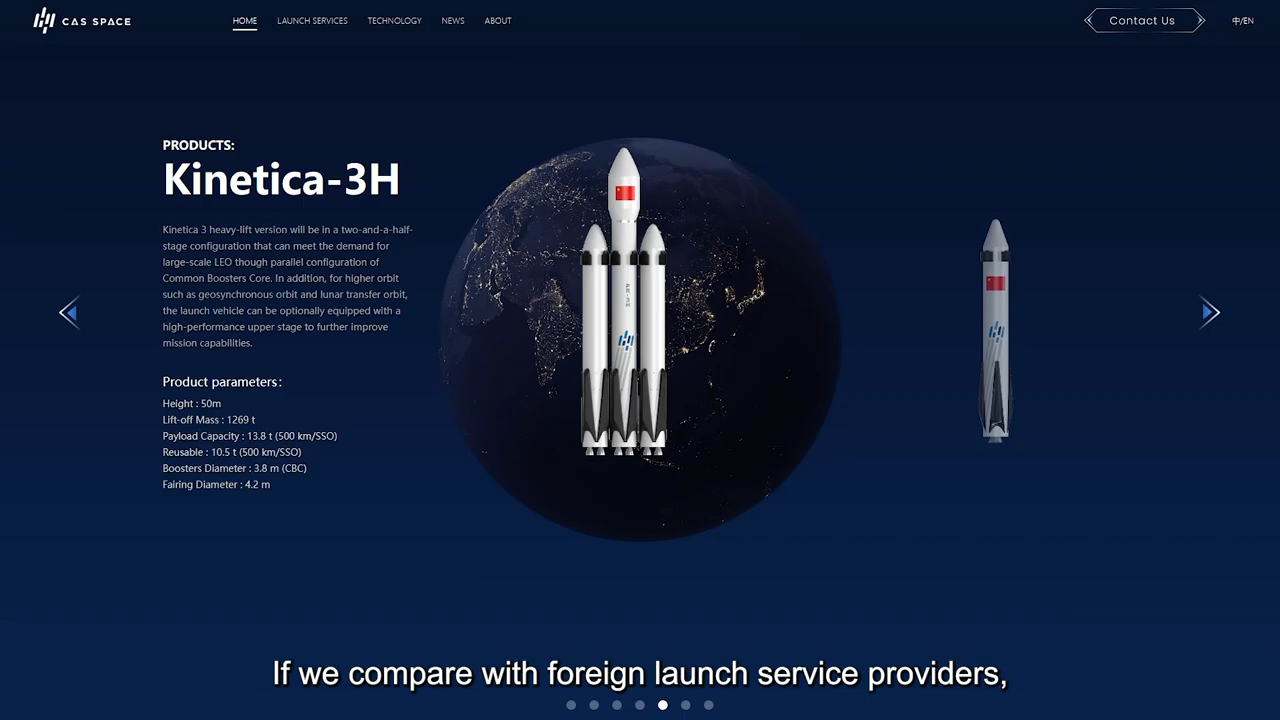 CAS SPACE
HOME
LAUNCH SERVICES
TECHNOLOGY
NEWS
ABOUT
Contact Us
中/EN
PRODUCTS:
Kinetica-3H
Kinetica 3 heavy-lift version will be in a two-and-a-half-
stage configuration that can meet the demand for
large-scale LEO though parallel configuration of
Common Boosters Core. In addition, for higher orbit
such as geosynchronous orbit and lunar transfer orbit,
the launch vehicle can be optionally equipped with a
high-performance upper stage to further improve
mission capabilities.
Product parameters:
Height : 50m
Lift-off Mass : 1269 t
Payload Capacity : 13.8 t (500 km/SSO)
Reusable : 10.5 t (500 km/SSO)
Boosters Diameter : 3.8 m (CBC)
Fairing Diameter : 4.2 m
If we compare with foreign launch service providers,